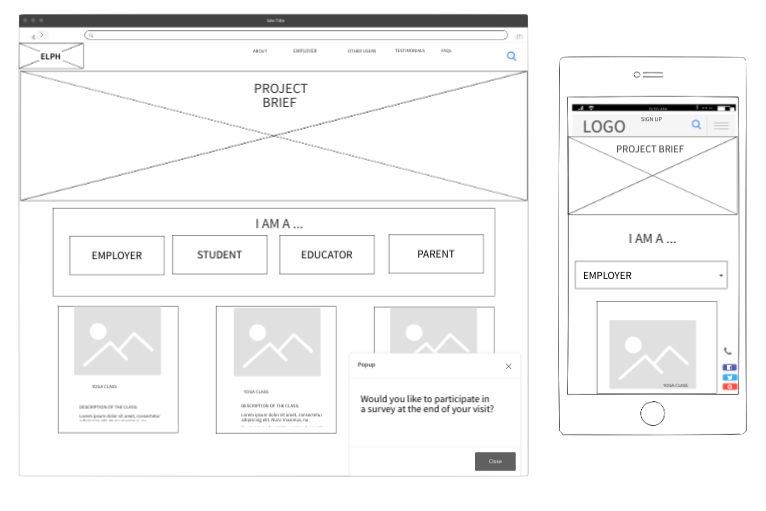 Site Title
ELPH
ABOUT
EMPLOYER
OTHER USERS
TESTIMONIALS
FAQs
PROJECT
BRIEF
I AM A ...
EMPLOYER
STUDENT
EDUCATOR
PARENT
YOGA CLASS
DESCRIPTION OF THE CLASS:
Lorem ipsum dolor sit amet, consectetur
YOGA CLASS
DESCRIPTION OF THE CLASS:
Lorem ipsum dolor sit amet, consectetur
adipiscing elit. Nunc maximus, nu
Popup
Would you like to participate in
a survey at the end of your visit?
Close
SIGN UP
LOGO
PROJECT BRIEF
I AM A ...
EMPLOYER
YOGA CLASS